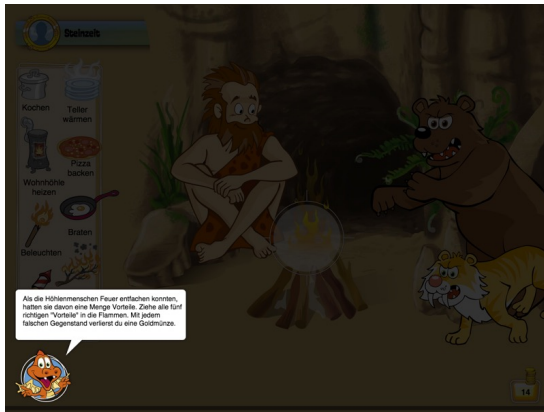 Steinzeit
Kochen
Teller
wärmen
Pizza
backen
Wohnhöhle
heizen
Braten
Beleuchten
Als die Höhlenmenschen Feuer entfachen konnten,
hatten sie davon eine Menge Vorteile. Ziehe alle fünf
richtigen "Vorteile" in die Flammen. Mit jedem
falschen Gegenstand verlierst du eine Goldmünze.
14